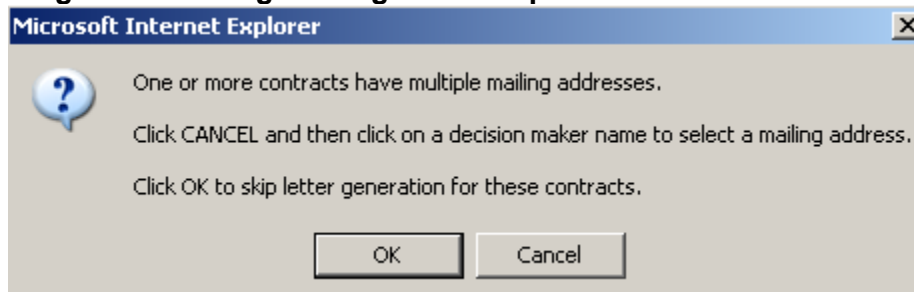 Microsoft Internet Explorer
One or more contracts have multiple mailing addresses.
Click CANCEL and then click on a decision maker name to select a mailing address.
Click OK to skip letter generation for these contracts.
OK
Cancel